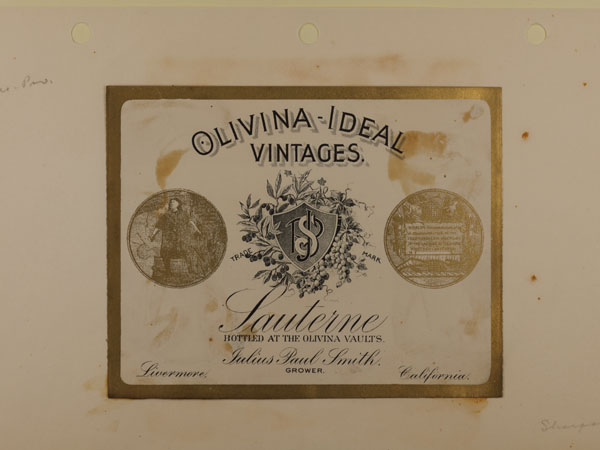 OLIVINA-IDEAL
VINTAGES.
TRADE MARK
Sauterne
BOTTLED AT THE OLIVINA VAULTS.
Julius Paul Smith.
GROWER.
Livermore, California.